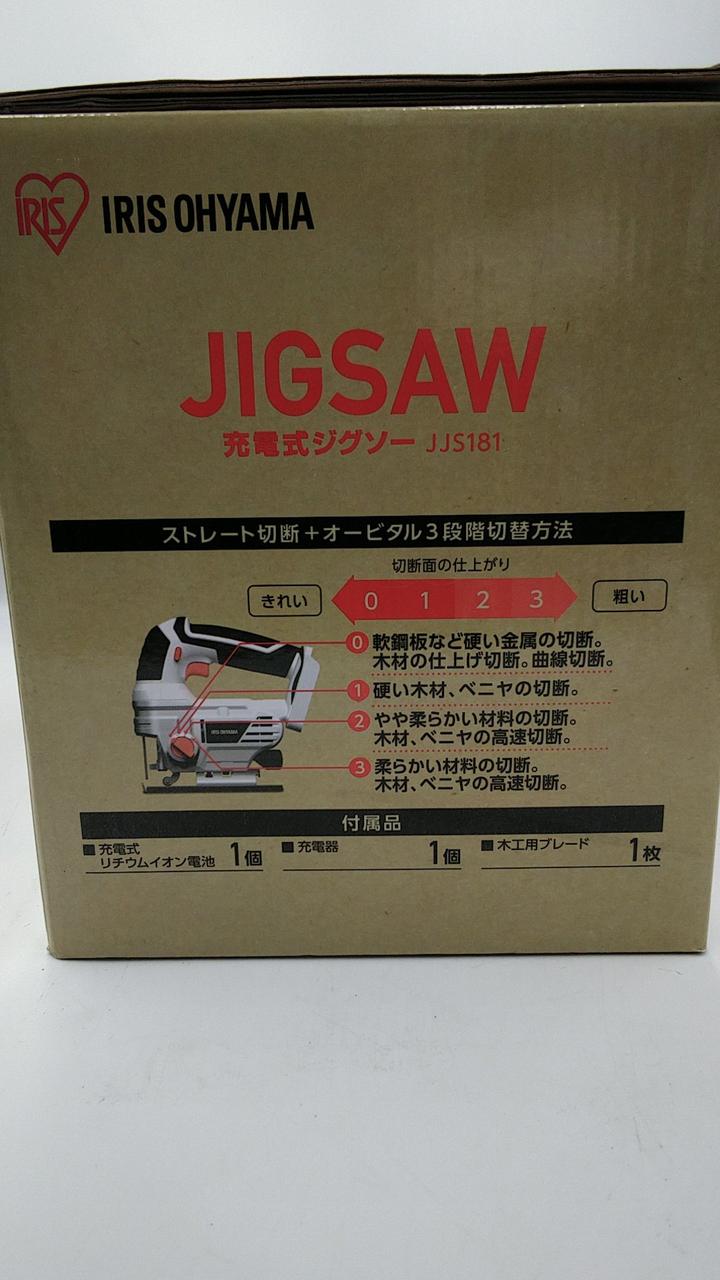 IRIS
IRIS OHYAMA
JIGSAW
充電式ジグソー JJS181
ストレート切断+オービタル3段階切替方法
切断面の仕上がり
きれい
0 1 2 3
粗い
0 軟鋼板など硬い金属の切断。
木材の仕上げ切断。曲線切断。
1 硬い木材、ベニヤの切断。
2 やや柔らかい材料の切断。
木材、ベニヤの高速切断。
IRIS OHYAMA
3 柔らかい材料の切断。
木材、ベニヤの高速切断。
付属品
■充電式
リチウムイオン電池 1個
■充電器 1個
■木工用ブレード 1枚